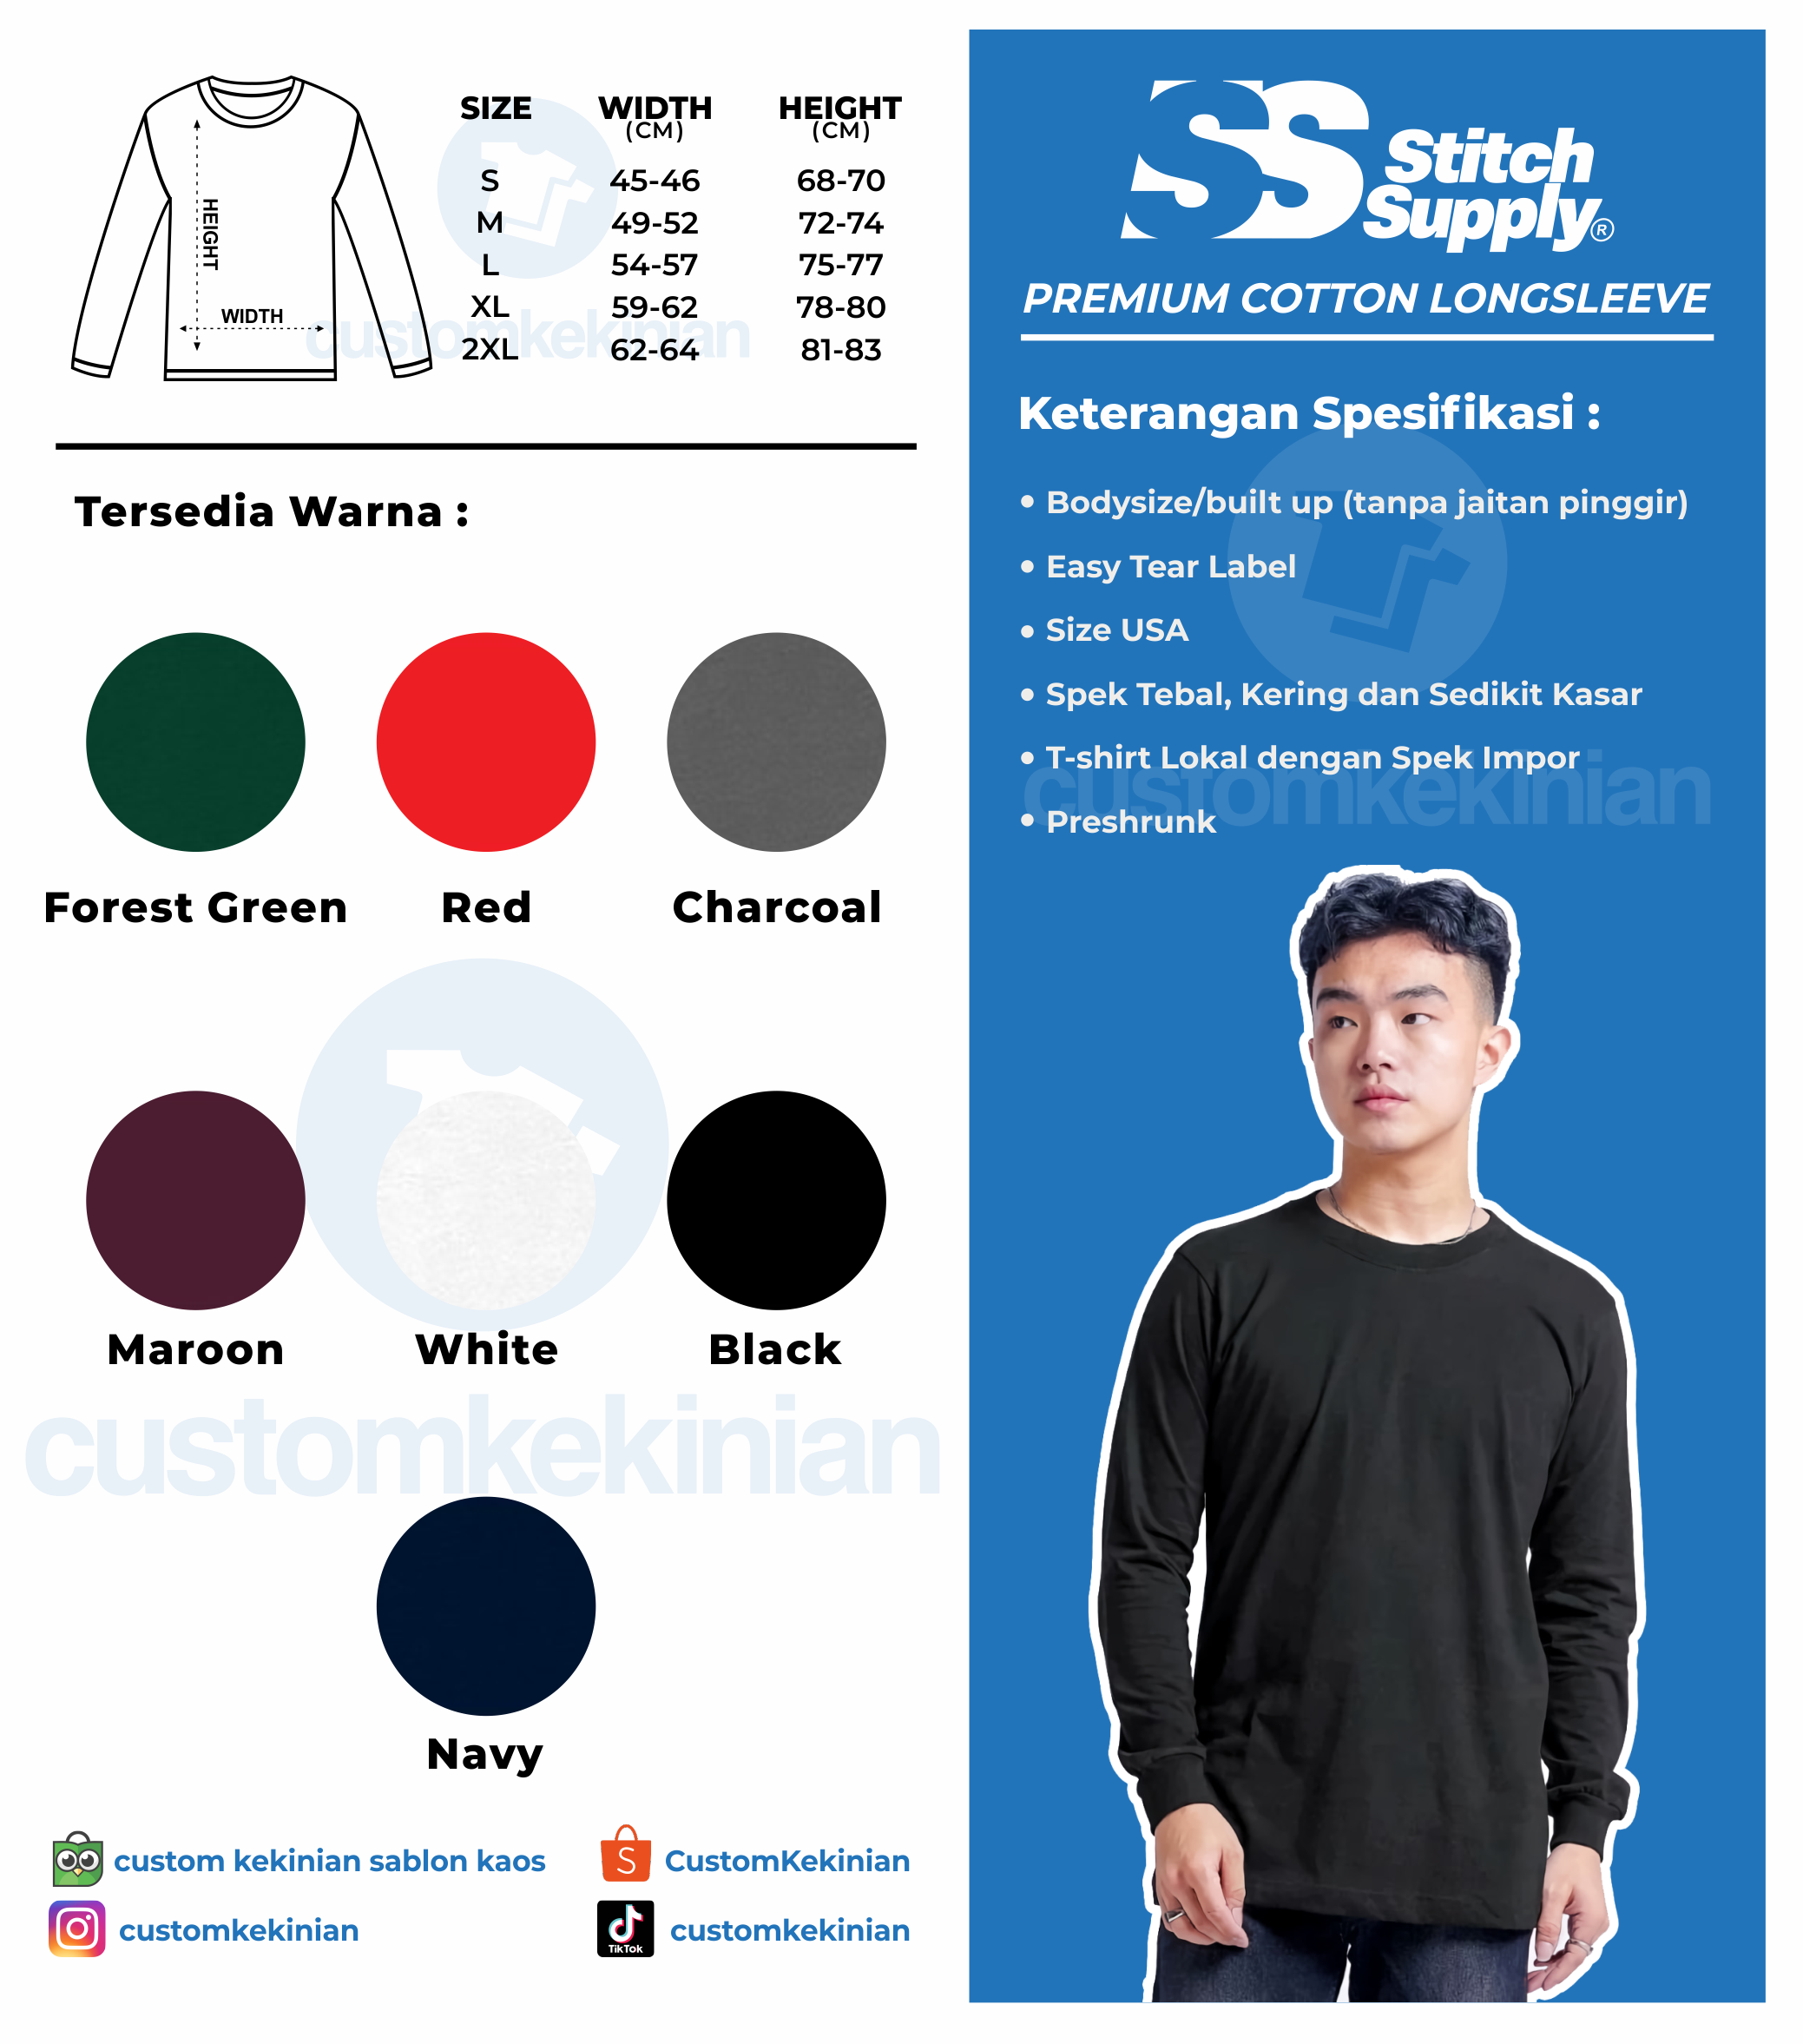 HEIGHT
WIDTH
SIZE WIDTH HEIGHT
(CM) (CM)
S 45-46 68-70
M 49-52 72-74
L 54-57 75-77
XL 59-62 78-80
2XL 62-64 81-83
customkekinian
Tersedia Warna :
Forest Green Red Charcoal
Maroon White Black
customkekinian
Navy
custom kekinian sablon kaos
S CustomKekinian
customkekinian
TikTok customkekinian
SS Stitch
Supply®
PREMIUM COTTON LONGSLEEVE
Keterangan Spesifikasi :
• Bodysize/built up (tanpa jaitan pinggir)
• Easy Tear Label
• Size USA
• Spek Tebal, Kering dan Sedikit Kasar
• T-shirt Lokal dengan Spek Impor
customkekinian
• Preshrunk